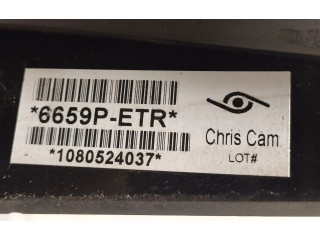 *6659P-ETR*
Chris Cam
LOT#
*1080524037*